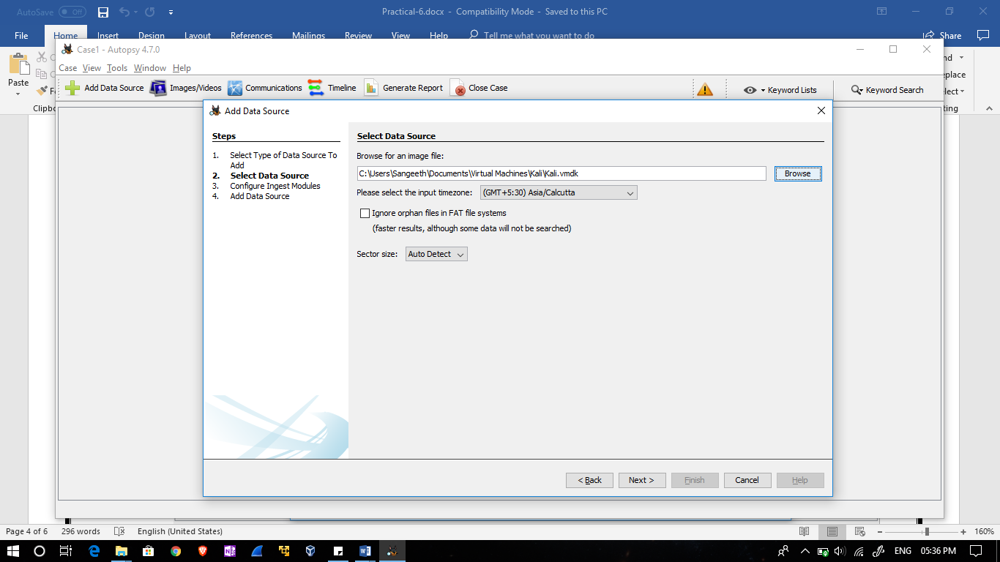 AutoSave Off
Practical-6.docx - Compatibility Mode - Saved to this PC
File Home Insert Design Layout References Mailings Review View Help Tell me what you want to do Share
Case1 - Autopsy 4.7.0
Case View Tools Window Help
Paste
Add Data Source Images/Videos Communications Timeline Generate Report Close Case Keyword Lists Keyword Search
Add Data Source
Steps
1. Select Type of Data Source To
Add
2. Select Data Source
3. Configure Ingest Modules
4. Add Data Source
Select Data Source
Browse for an image file:
C:\Users\Sangeeth\Documents\Virtual Machines\Kali\Kali.vmdk Browse
Please select the input timezone: (GMT+5:30) Asia/Calcutta
Ignore orphan files in FAT file systems
(faster results, although some data will not be searched)
Sector size: Auto Detect
< Back Next > Finish Cancel Help
Page 4 of 6 296 words English (United States) 160%
ENG 05:36 PM